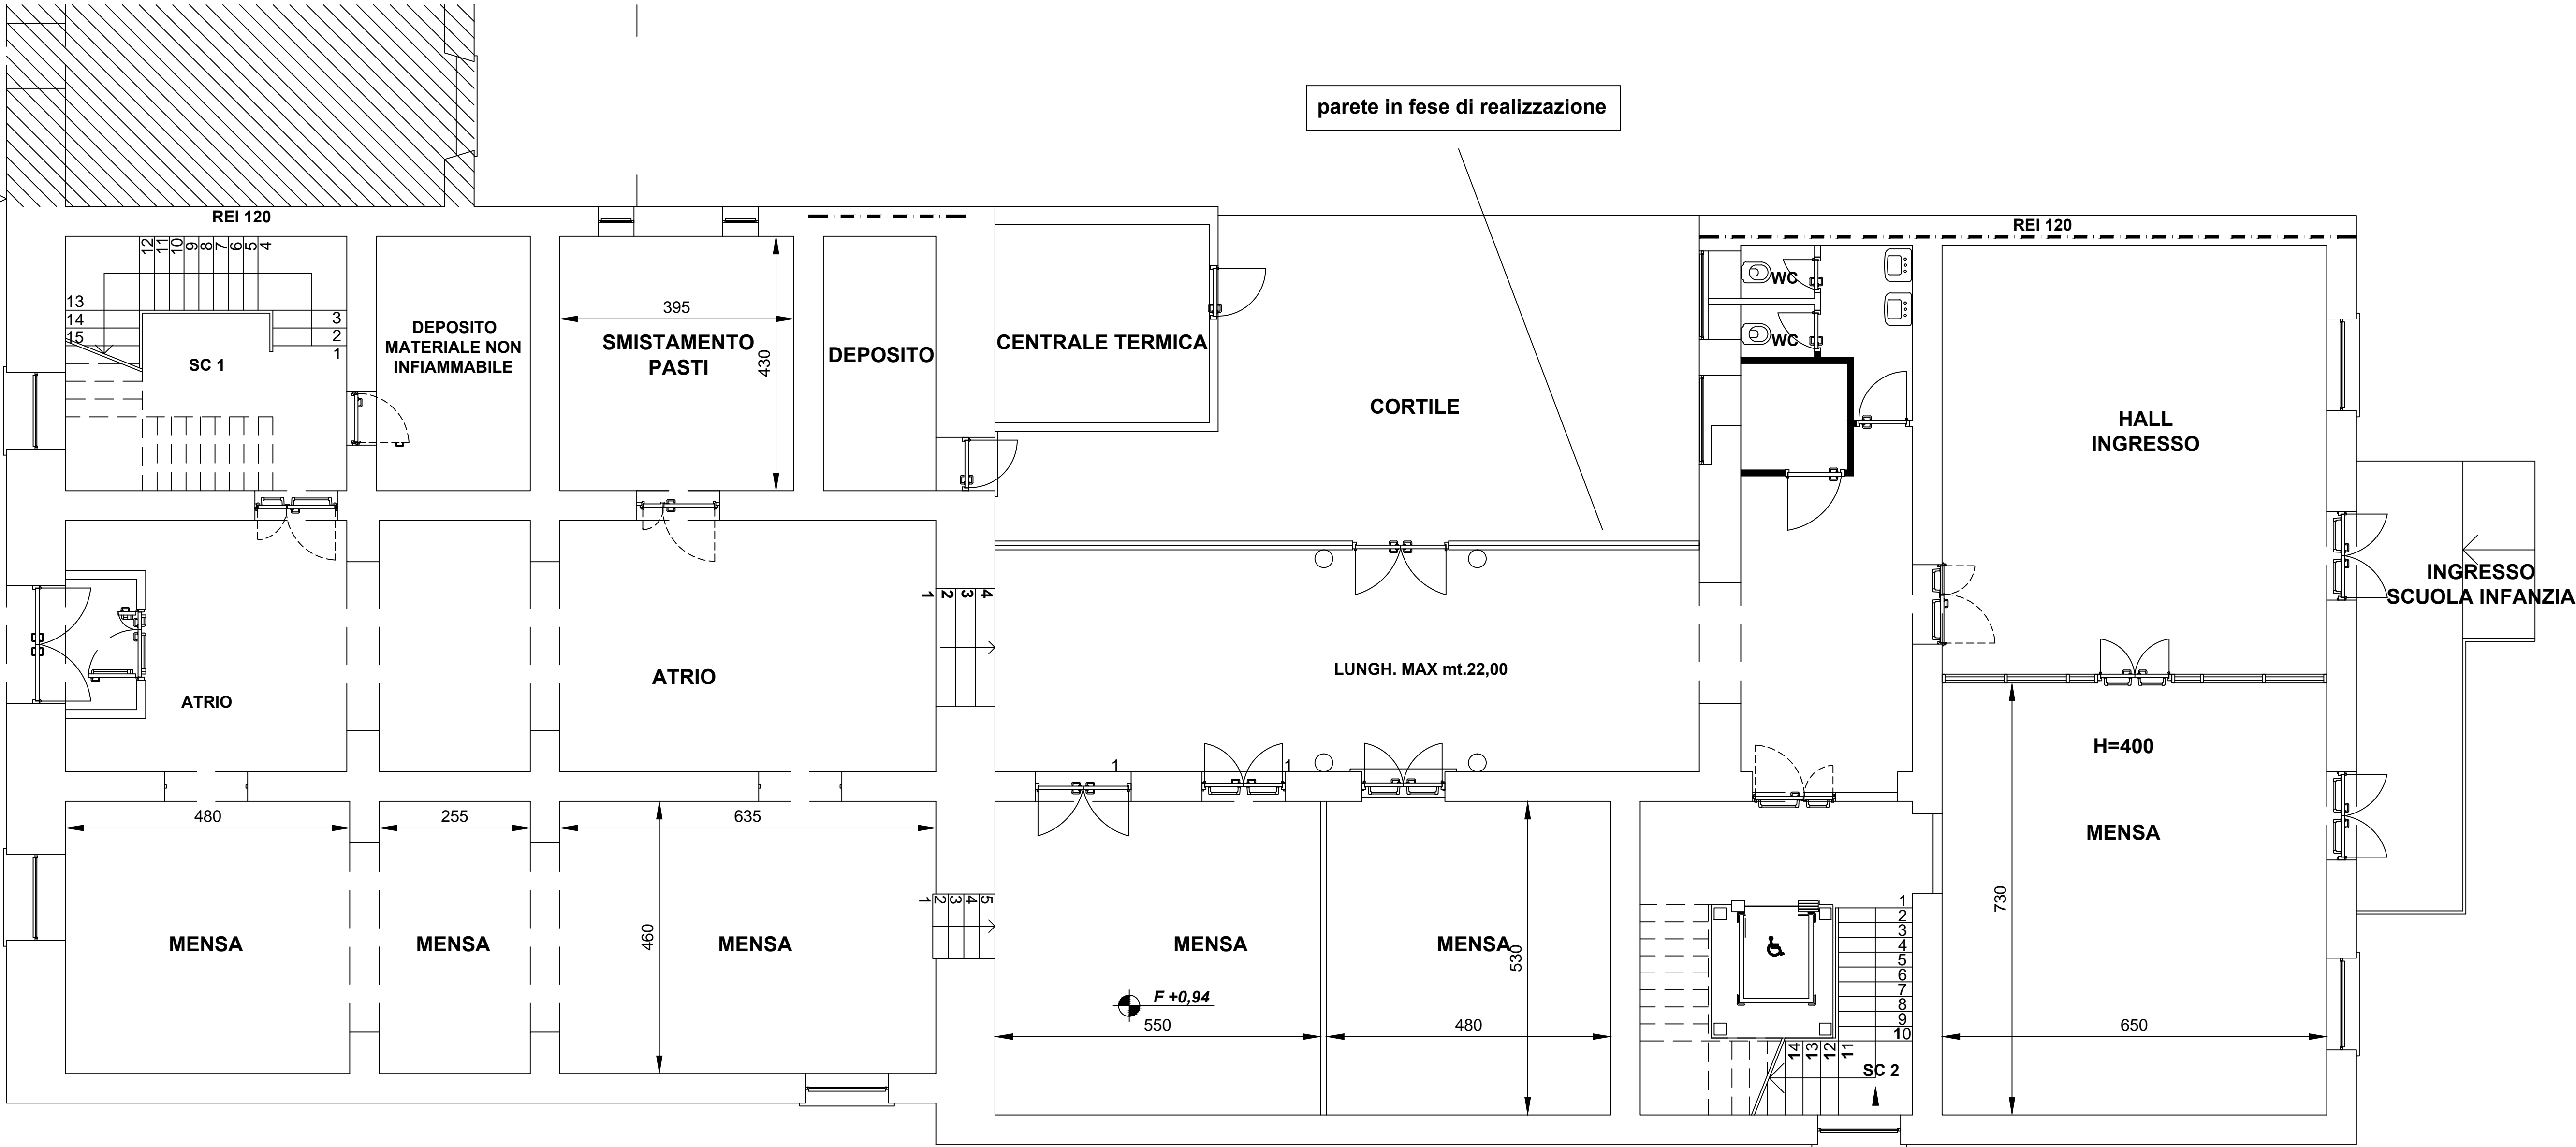 parete in fese di realizzazione
REI 120
REI 120
12
11
10
9
8
7
6
5
4
13
14
15
3
2
1
SC 1
DEPOSITO
MATERIALE NON
INFIAMMABILE
395
SMISTAMENTO
PASTI
430
DEPOSITO
CENTRALE TERMICA
CORTILE
WC
WC
HALL
INGRESSO
INGRESSO
SCUOLA INFANZIA
ATRIO
ATRIO
1
2
3
4
LUNGH. MAX mt.22,00
1
1
H=400
MENSA
730
650
480
255
635
460
MENSA
MENSA
MENSA
1
2
3
4
5
MENSA
F +0,94
550
MENSA
530
480
1
2
3
4
5
6
7
8
9
10
14
13
12
11
SC 2